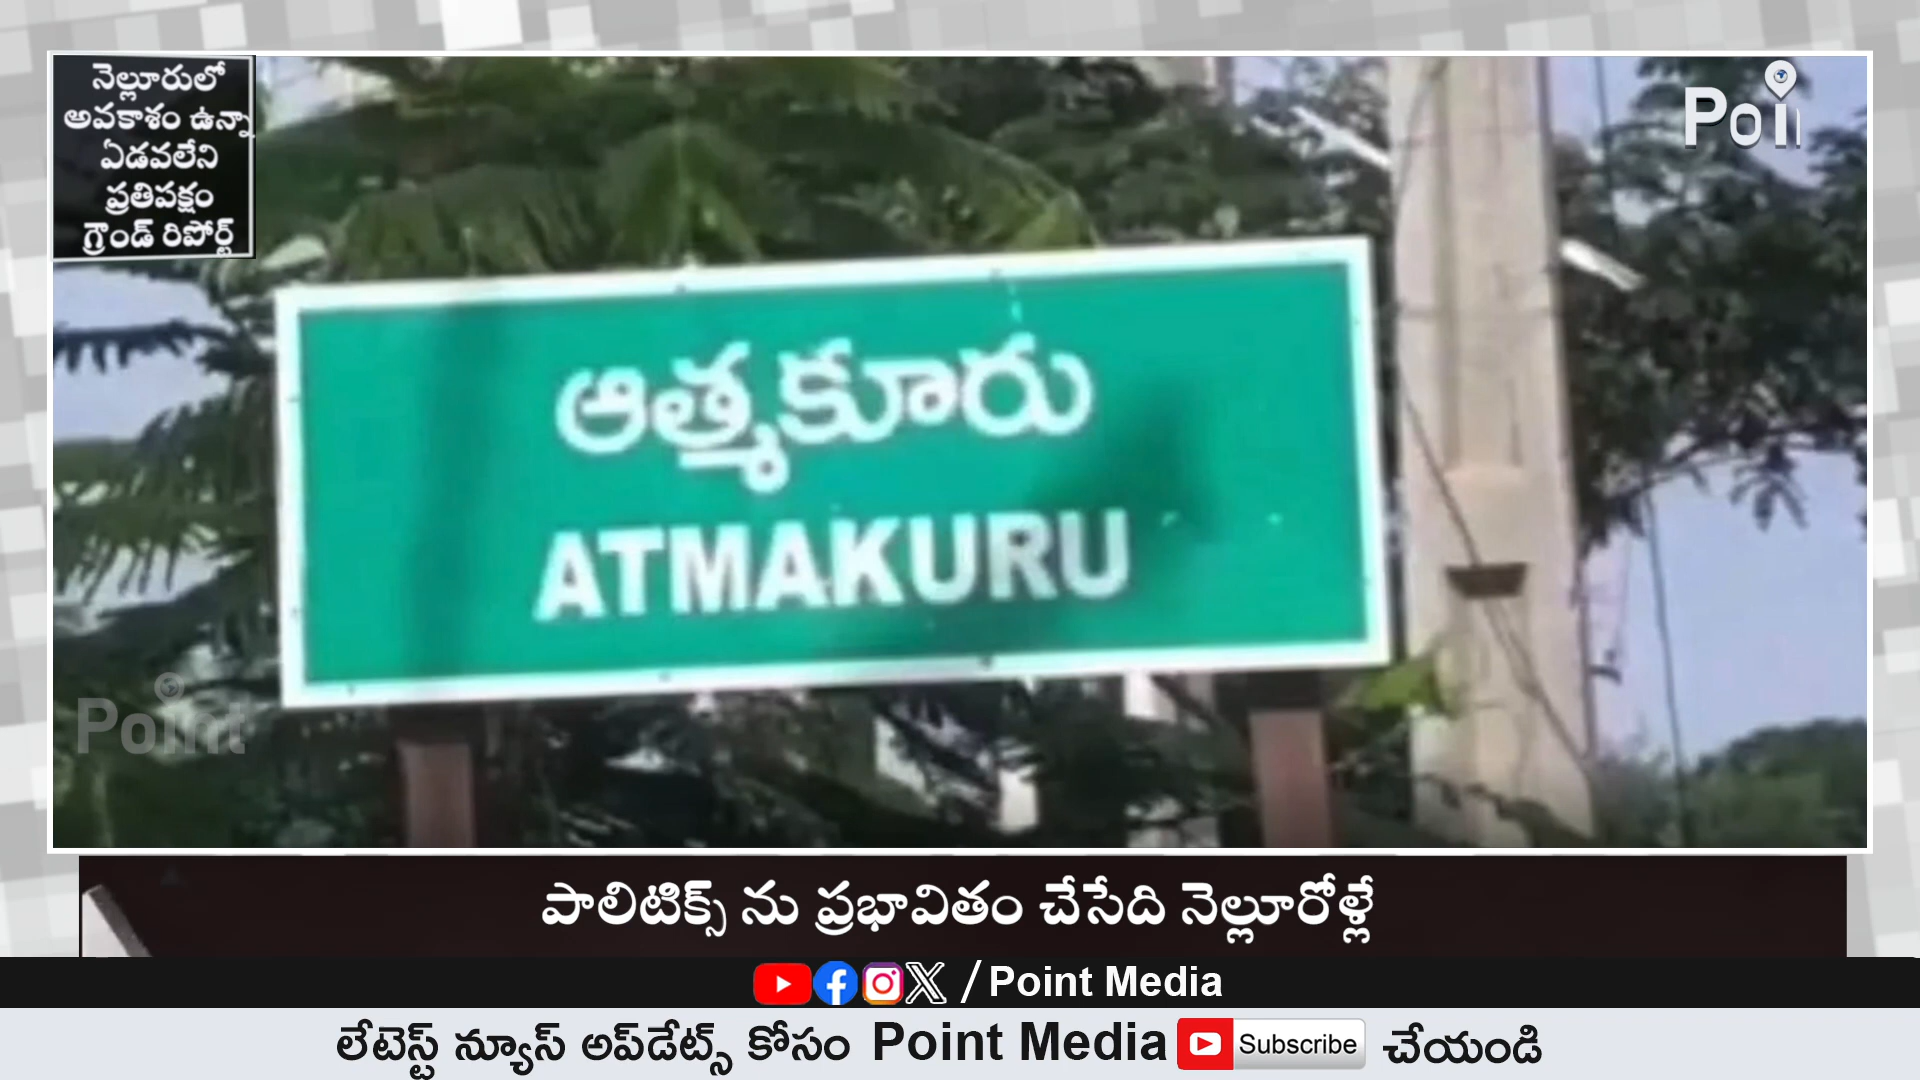 నెల్లూరులో
అవకాశం ఉన్నా
ఏడవలేని
ప్రతిపక్షం
గ్రౌండ్ రిపోర్ట్
Poi
ఆత్మకూరు
ATMAKURU
Point
పాలిటిక్స్ ను ప్రభావితం చేసేది నెల్లూరోళ్లే
/ Point Media
లేటెస్ట్ న్యూస్ అప్‌డేట్స్ కోసం Point Media Subscribe చేయండి